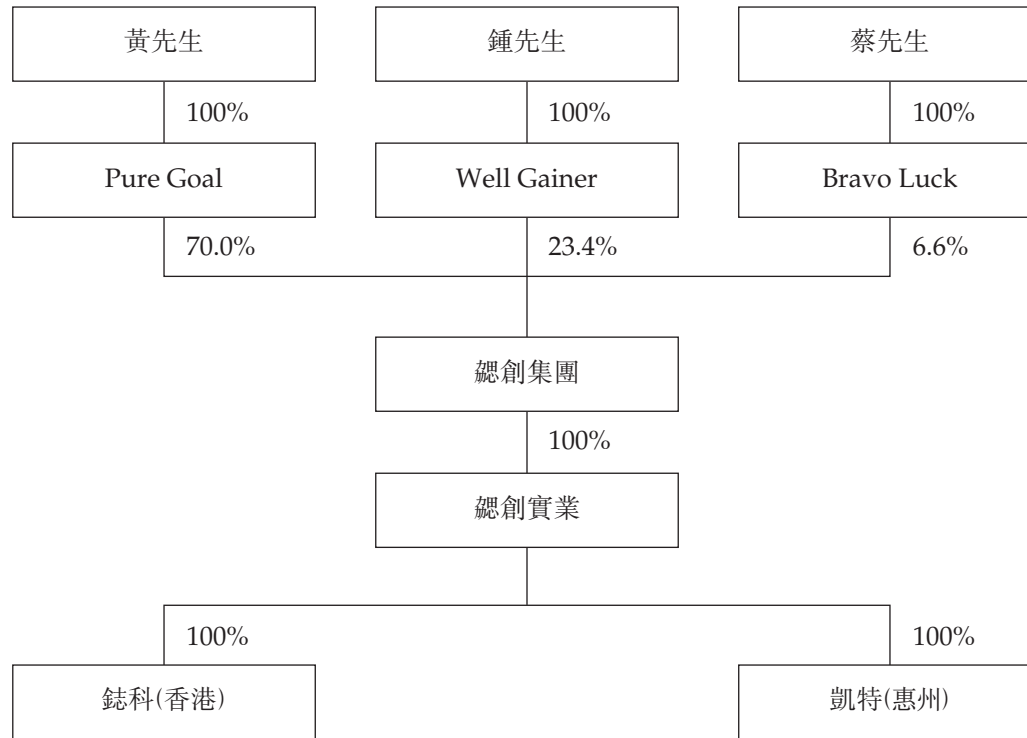 黃先生
鍾先生
蔡先生
100%
100%
100%
Pure Goal
Well Gainer
Bravo Luck
70.0%
23.4%
6.6%
勰創集團
100%
勰創實業
100%
100%
鋕科(香港)
凱特(惠州)